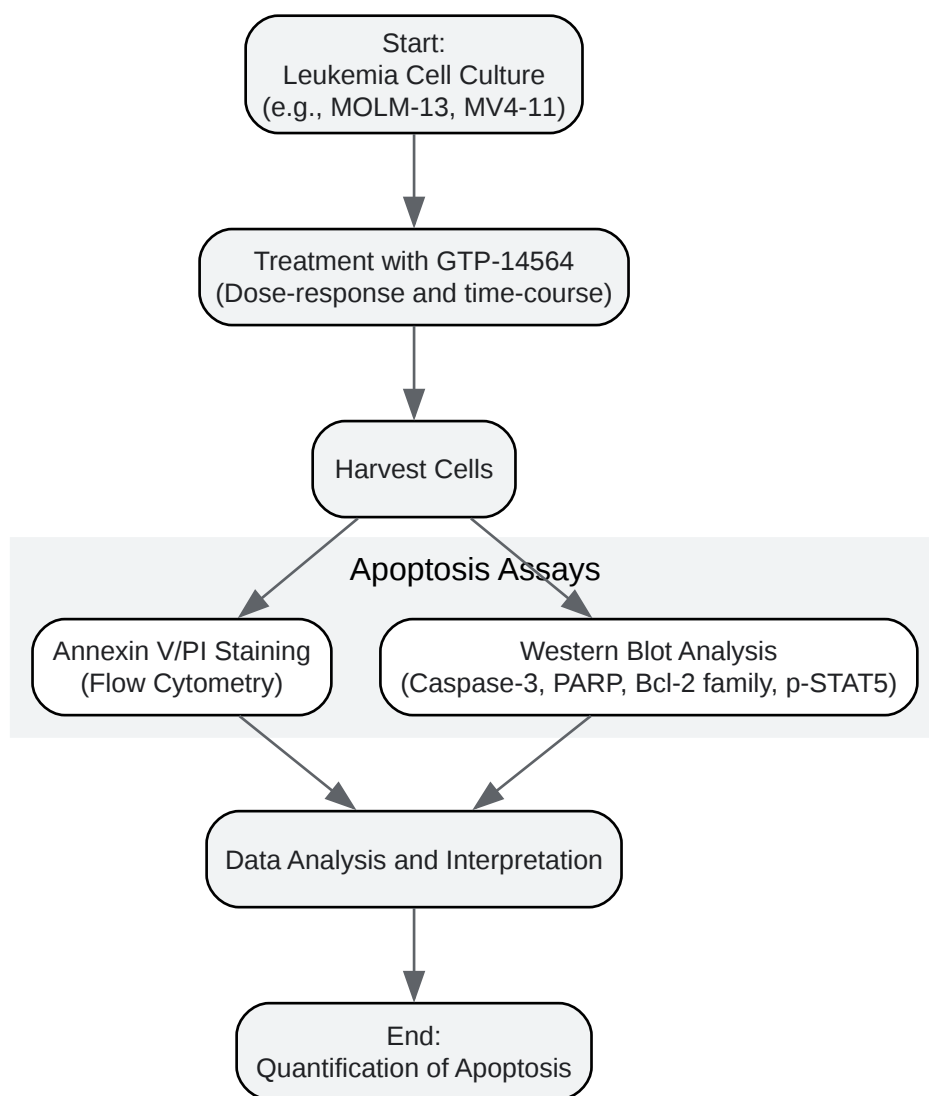 Start:
Leukemia Cell Culture
(e.g., MOLM-13, MV4-11)
Treatment with GTP-14564
(Dose-response and time-course)
Harvest Cells
Apoptosis Assays
Annexin V/PI Staining
(Flow Cytometry)
Western Blot Analysis
(Caspase-3, PARP, Bcl-2 family, p-STAT5)
Data Analysis and Interpretation
End:
Quantification of Apoptosis